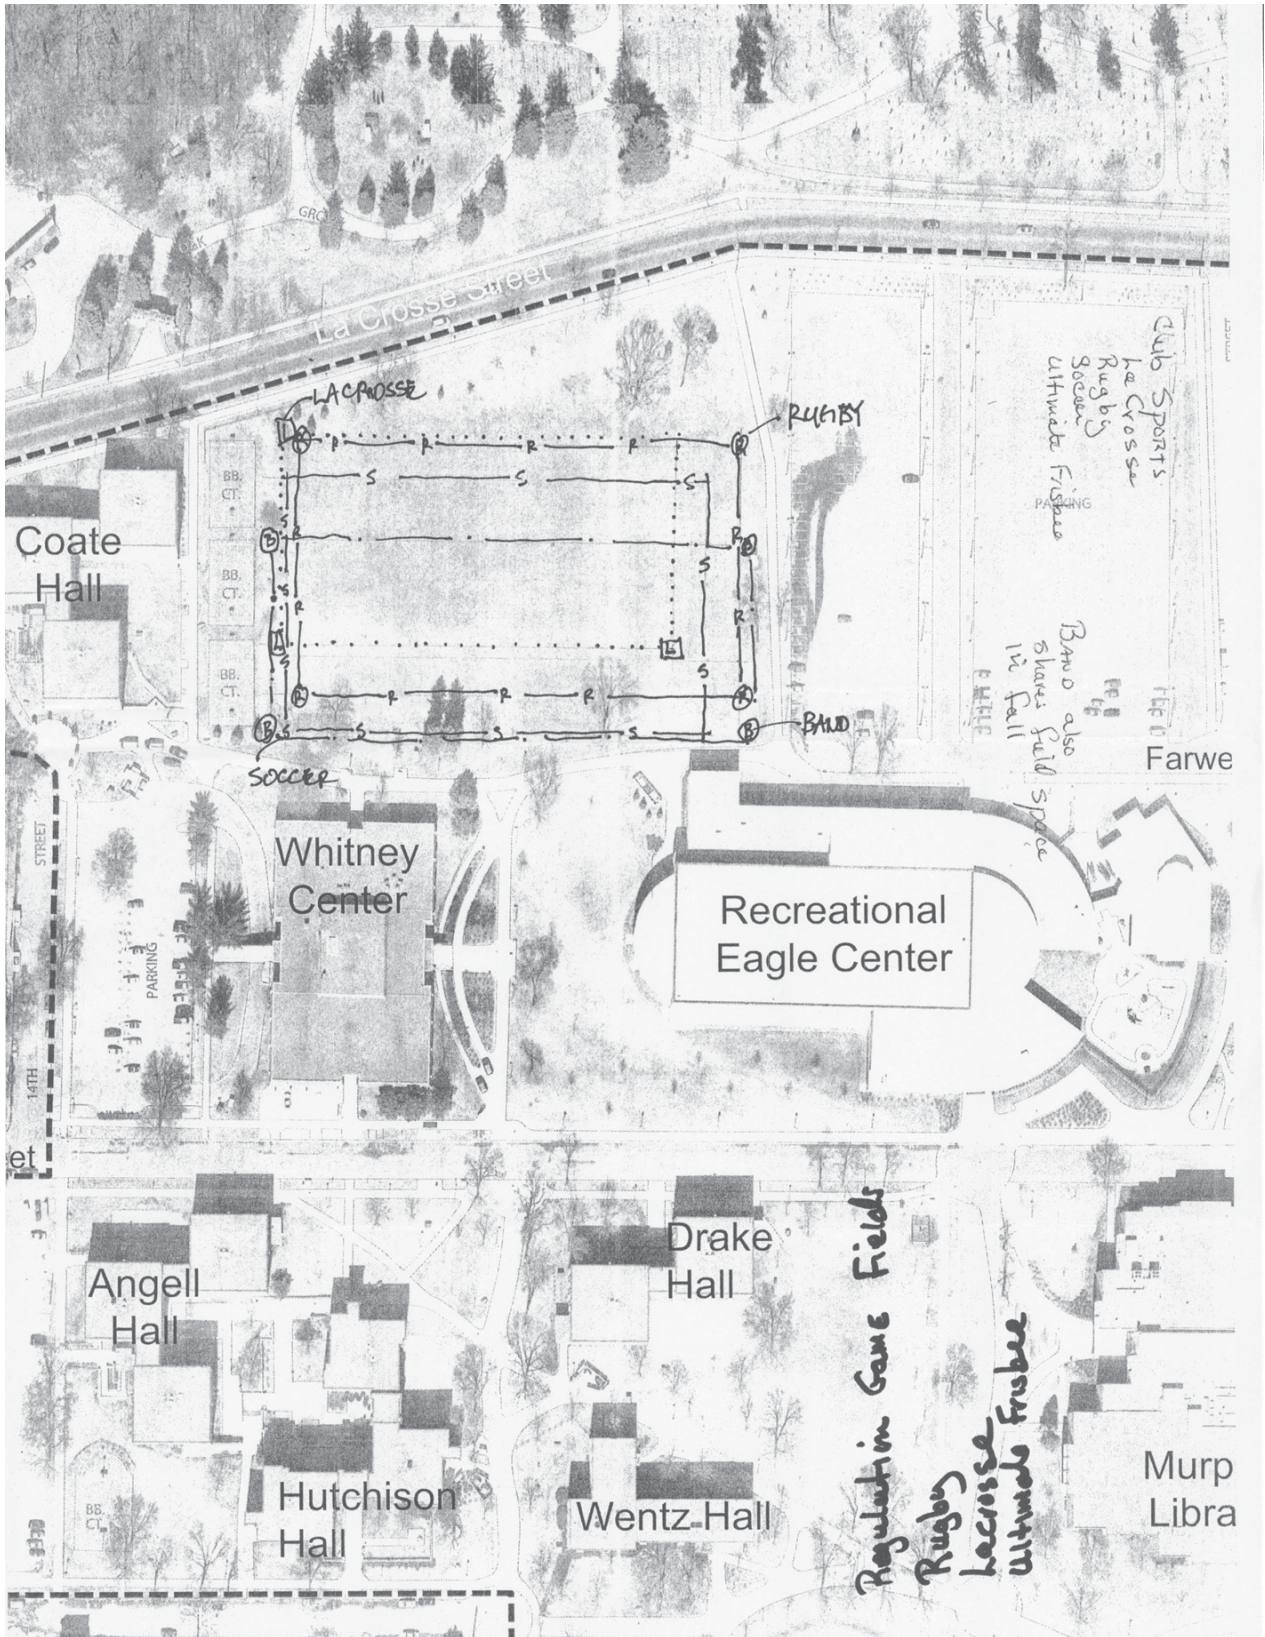 GRO
OAK
La Crosse Street
LACROSSE
RUGBY
Club SPORTS
La Crosse
Rugby
Soccer
Ultimate Frisbee
PARKING
R
R
R
R
R
R
S
S
S
BB.
CT.
Coate
Hall
B
R
R
S
S
S
BB.
CT.
R
R
L
L
S
S
BB.
CT.
R
R
R
R
R
B
S
S
S
B
BAND
SOCCER
BAND also
shares field space
in fall
Farwe
STREET
Whitney
Center
PARKING
Recreational
Eagle Center
14TH
et
Angell
Hall
Drake
Hall
Regulation Game Fields
Rugby
Lacrosse
Ultimate Frisbee
BB.
CT.
Hutchison
Hall
Wentz Hall
Murp
Libra